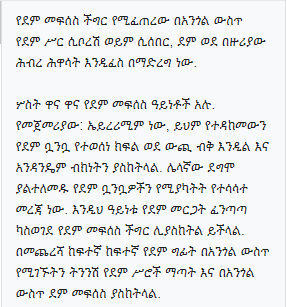 የደም መፍሰስ ችግር የሚፈጠረው በአንጎል ውስጥ
የደም ሥር ሲቦረሽ ወይም ሲሰበር, ደም ወደ በዙሪያው
ሕብረ ሕዋሳት እንዲፈስ በማድረግ ነው.
ሦስት ዋና ዋና የደም መፍሰስ ዓይነቶች አሉ.
የመጀመሪያው: ኤይረሪሚም ነው, ይህም የተዳከመውን
የደም ቧንቧ የተወሰነ ከፍል ወደ ውጪ ብቅ እንዲል እና
አንዳንዴም ብከነትን ያስከትላል. ሌላኛው ደግሞ
ያልተለመዱ የደም ቧንቧዎችን የሚያካትት የተሳሳተ
መረጃ ነው. እንዲህ ዓይነቱ የደም መርጋት ፈንጣጣ
ካስወገደ የደም መፍሰስ ችግር ሊያስከትል ይችላል.
በመጨረሻ ከፍተኛ ከፍተኛ የደም ግፊት በአንጎል ውስጥ
የሚገኙትን ትንንሽ የደም ሥሮች ማጣት እና በአንጎል
ውስጥ ደም መፍሰስ ያስከትላል.